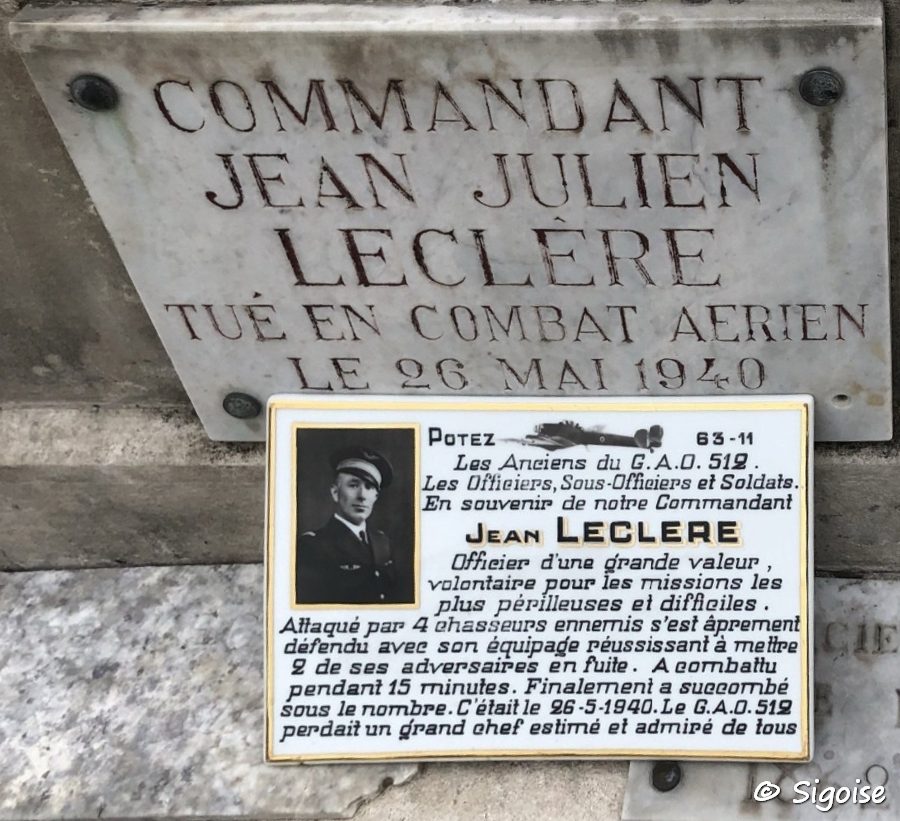 COMMANDANT
JEAN JULIEN
LECLÈRE
TUÉ EN COMBAT AERIEN
LE 26 MAI 1940
POTEZ 63-11
Les Anciens du G.A.O. 512.
Les Officiers, Sous-Officiers et Soldats.
En souvenir de notre Commandant
JEAN LECLERE
Officier d'une grande valeur,
volontaire pour les missions les
plus périlleuses et difficiles.
Attaqué par 4 chasseurs ennemis s'est âprement
défendu avec son équipage réussissant à mettre
2 de ses adversaires en fuite. A combattu
pendant 15 minutes. Finalement a succombé
sous le nombre. C'était le 26-5-1940. Le G.A.O. 512
perdait un grand chef estimé et admiré de tous
© Sigoise